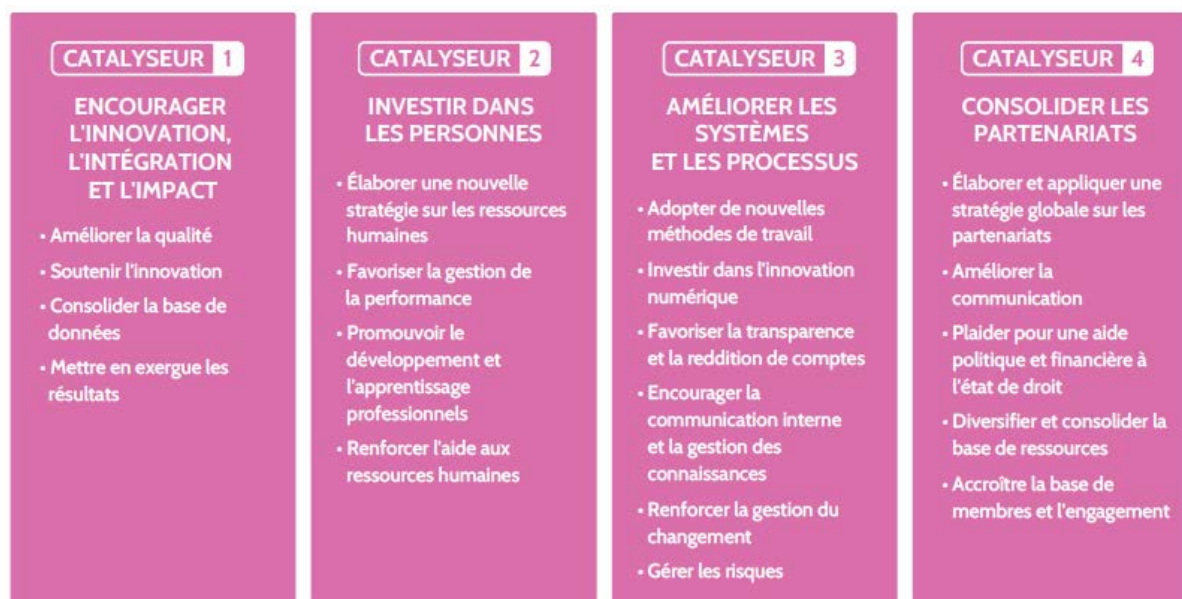 CATALYSEUR 1
ENCOURAGER
L'INNOVATION,
L'INTÉGRATION
ET L'IMPACT
• Améliorer la qualité
• Soutenir l'innovation
• Consolider la base de
données
• Mettre en exergue les
résultats
CATALYSEUR 2
INVESTIR DANS
LES PERSONNES
• Élaborer une nouvelle
stratégie sur les ressources
humaines
• Favoriser la gestion de
la performance
• Promouvoir le
développement et
l'apprentissage
professionnels
• Renforcer l'aide aux
ressources humaines
CATALYSEUR 3
AMÉLIORER LES
SYSTÈMES
ET LES PROCESSUS
• Adopter de nouvelles
méthodes de travail
• Investir dans l'innovation
numérique
• Favoriser la transparence
et la reddition de comptes
• Encourager la
communication interne
et la gestion des
connaissances
• Renforcer la gestion du
changement
• Gérer les risques
CATALYSEUR 4
CONSOLIDER LES
PARTENARIATS
• Élaborer et appliquer une
stratégie globale sur les
partenariats
• Améliorer la
communication
• Plaider pour une aide
politique et financière à
l'état de droit
• Diversifier et consolider la
base de ressources
• Accroître la base de
membres et l'engagement